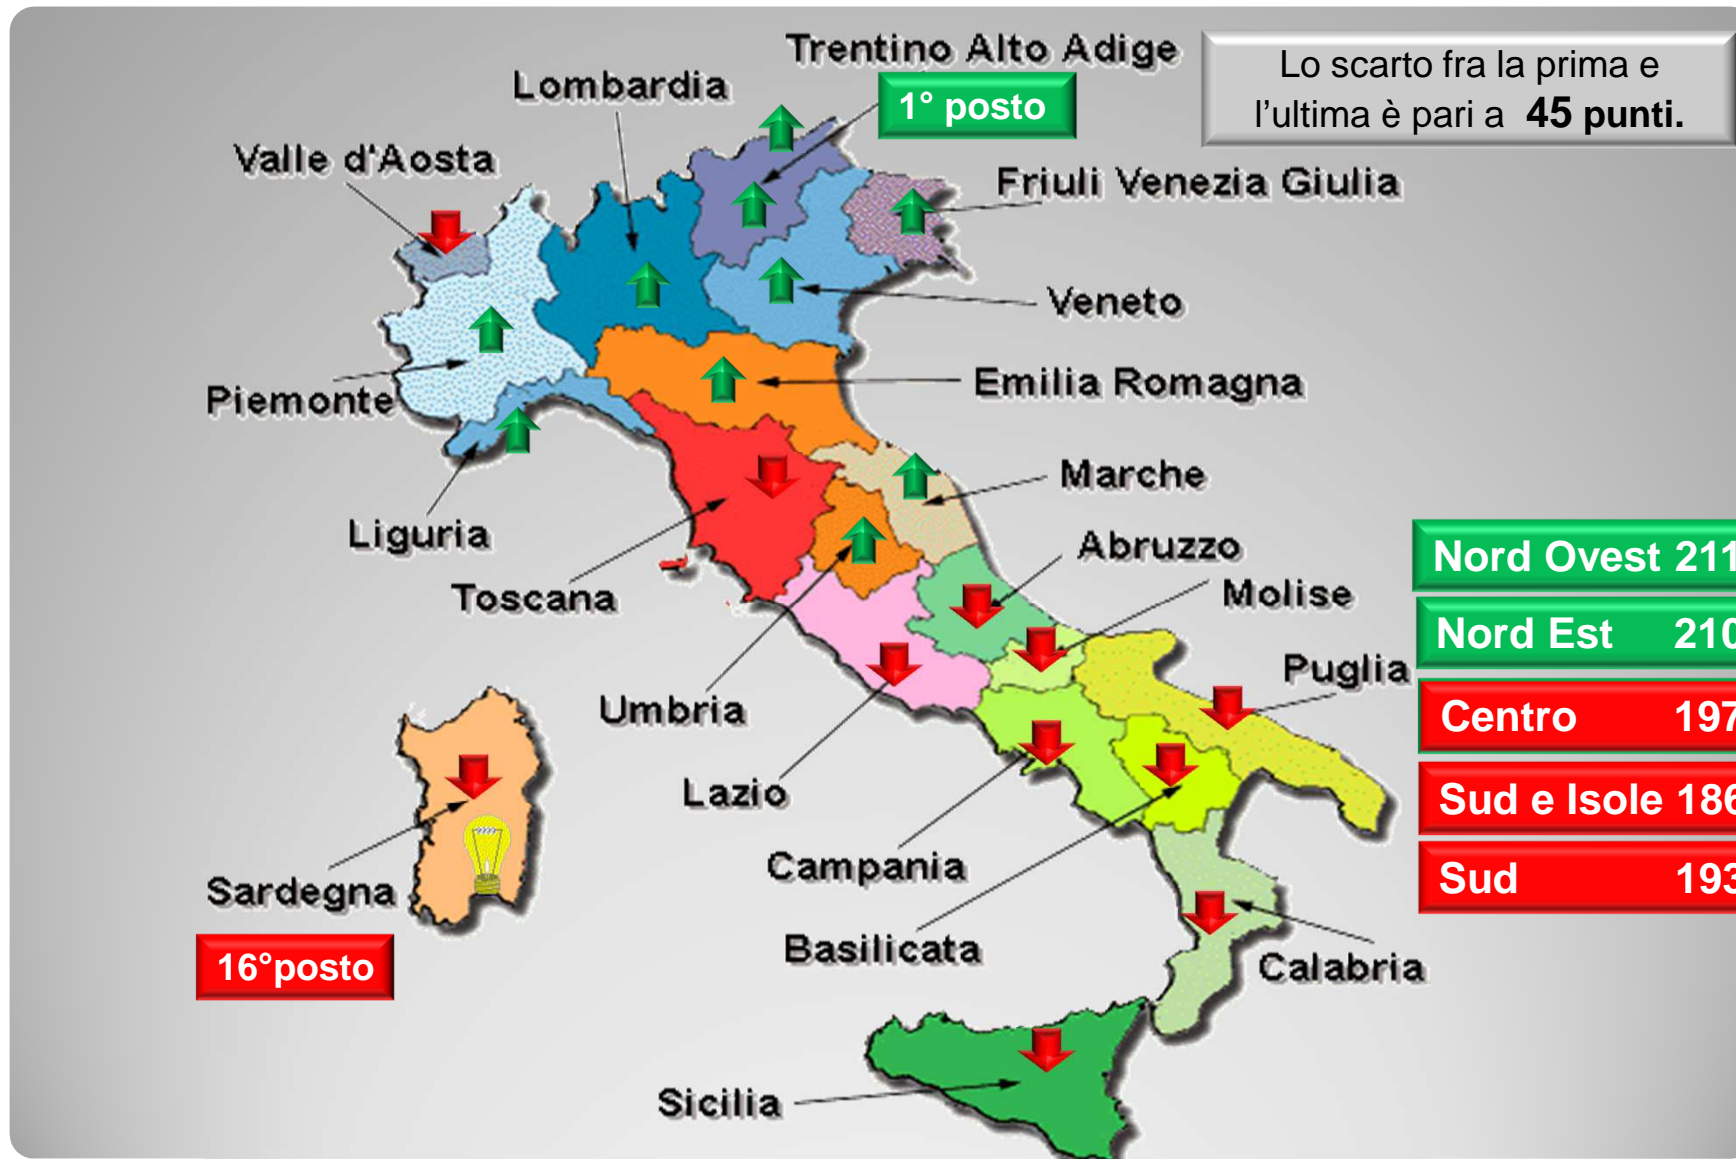 Trentino Alto Adige
Lo scarto fra la prima e
l'ultima è pari a 45 punti.
Lombardia
1° posto
Valle d'Aosta
Friuli Venezia Giulia
Veneto
Piemonte
Emilia Romagna
Marche
Liguria
Abruzzo
Nord Ovest 211
Toscana
Molise
Nord Est 210
Puglia
Umbria
Centro 197
Lazio
Sud e Isole 186
Campania
Sardegna
Sud 193
Basilicata
16°posto
Calabria
Sicilia